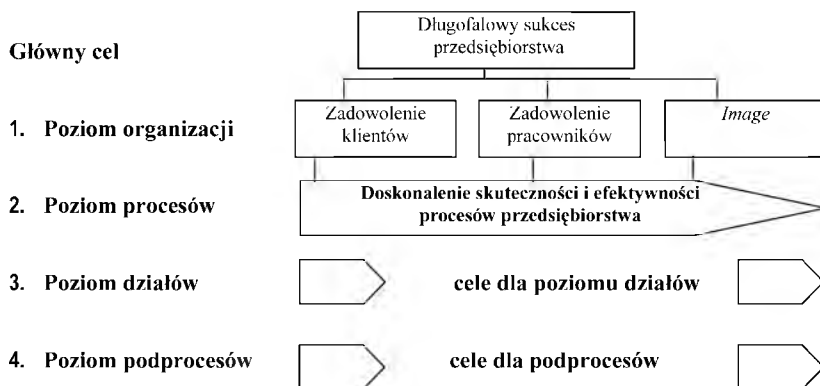 Długofalowy sukces
przedsiębiorstwa
Główny cel
1. Poziom organizacji
Zadowolenie
klientów
Zadowolenie
pracowników
Image
2. Poziom procesów
Doskonalenie skuteczności i efektywności
procesów przedsiębiorstwa
3. Poziom działów
cele dla poziomu działów
4. Poziom podprocesów
cele dla podprocesów